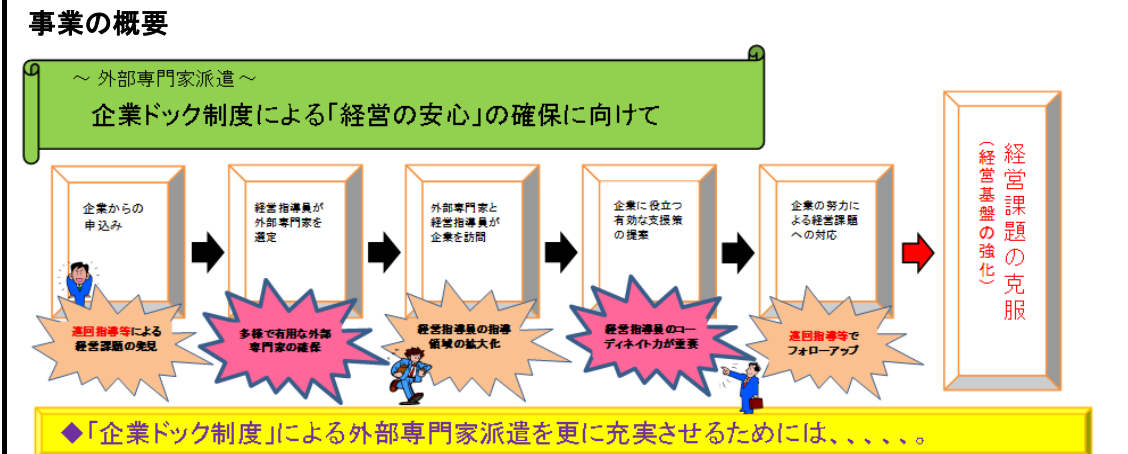 事業の概要
～ 外部専門家派遣～
企業ドック制度による「経営の安心」の確保に向けて
企業からの
申込み
経営指導員が
外部専門家を
選定
外部専門家と
経営指導員が
企業を訪問
企業に役立つ
有効な支援策
の提案
企業の努力に
よる経営課題
への対応
経営課題の克服
（経営基盤の強化）
巡回指導等による
経営課題の発見
多様で有用な外部
専門家の確保
経営指導員の指導
領域の拡大化
経営指導員のコー
ディネイト力が重要
巡回指導等で
フォローアップ
◆「企業ドック制度」による外部専門家派遣を更に充実させるためには、、、、、。